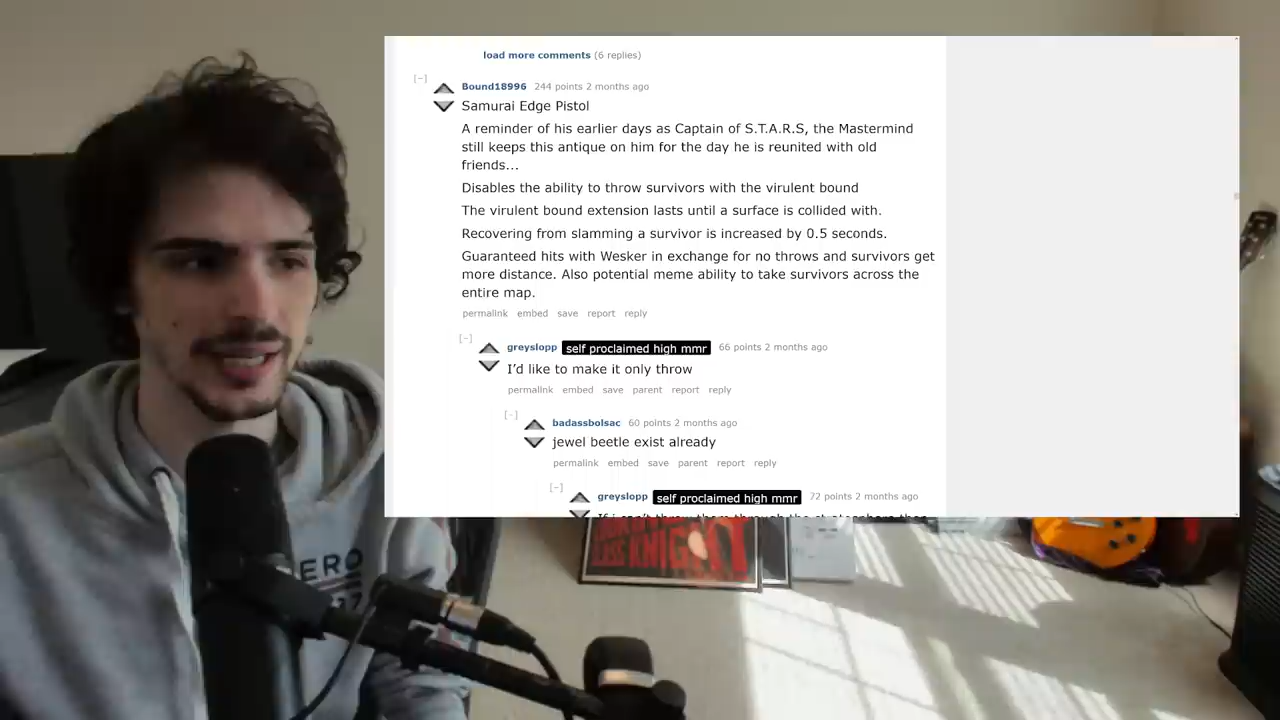 load more comments (6 replies)
[–]
Bound18996 244 points 2 months ago
Samurai Edge Pistol
A reminder of his earlier days as Captain of S.T.A.R.S, the Mastermind
still keeps this antique on him for the day he is reunited with old
friends...
Disables the ability to throw survivors with the virulent bound
The virulent bound extension lasts until a surface is collided with.
Recovering from slamming a survivor is increased by 0.5 seconds.
Guaranteed hits with Wesker in exchange for no throws and survivors get
more distance. Also potential meme ability to take survivors across the
entire map.
permalink embed save report reply
[–]
greyslopp self proclaimed high mmr 66 points 2 months ago
I'd like to make it only throw
permalink embed save parent report reply
[–]
badassbolsac 60 points 2 months ago
jewel beetle exist already
permalink embed save parent report reply
[–]
greyslopp self proclaimed high mmr 72 points 2 months ago
KNIGHT
ERO